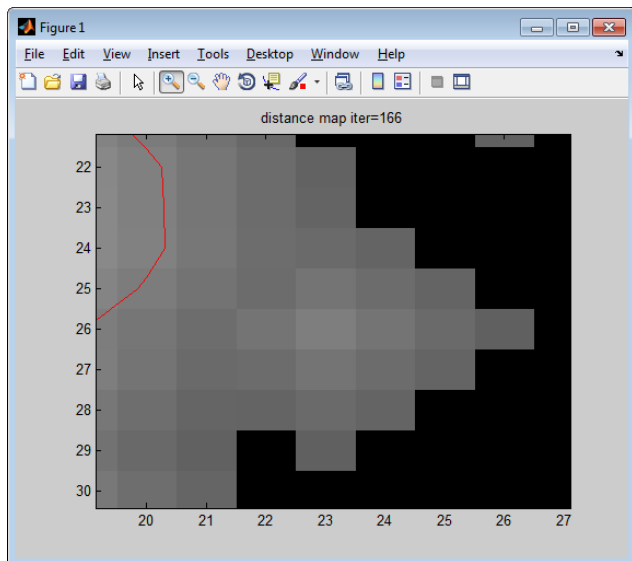 Figure 1
File Edit View Insert Tools Desktop Window Help
distance map iter=166
22
23
24
25
26
27
28
29
30
20 21 22 23 24 25 26 27